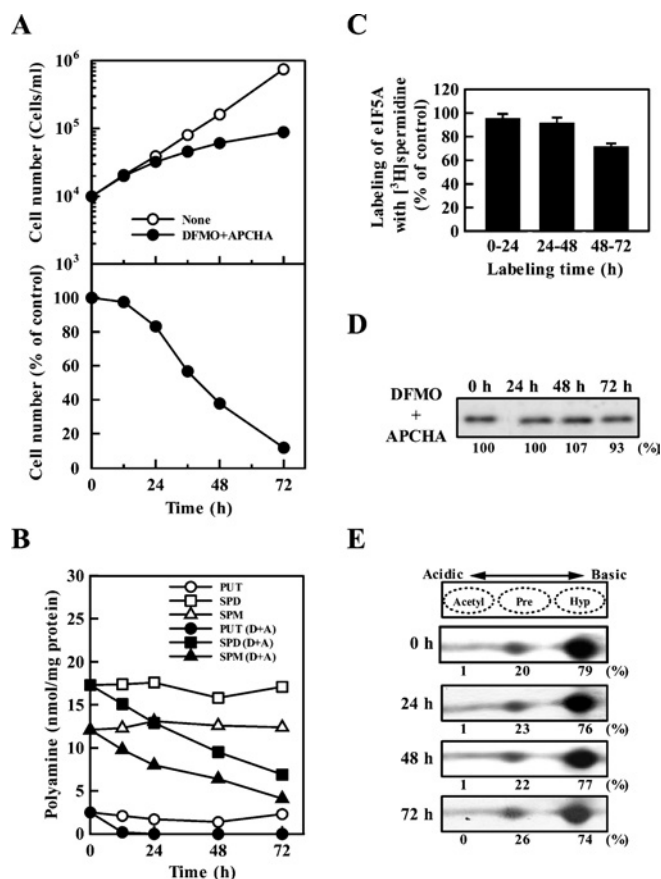 A
Cell number (Cells/ml)
10^6
10^5
10^4
10^3
None
DFMO+APCHA
Cell number (% of control)
100
80
60
40
20
0
0 24 48 72
Time (h)
B
Polyamine (nmol/mg protein)
30
25
20
15
10
5
0
PUT
SPD
SPM
PUT (D+A)
SPD (D+A)
SPM (D+A)
0 24 48 72
Time (h)
C
Labeling of eIF5A
with [³H]spermidine
(% of control)
120
100
80
60
40
20
0
0-24 24-48 48-72
Labeling time (h)
D
DFMO
+
APCHA
0 h 24 h 48 h 72 h
100 100 107 93 (%)
E
Acidic Basic
Acetyl Pre Hyp
0 h
1 20 79 (%)
24 h
1 23 76 (%)
48 h
1 22 77 (%)
72 h
0 26 74 (%)